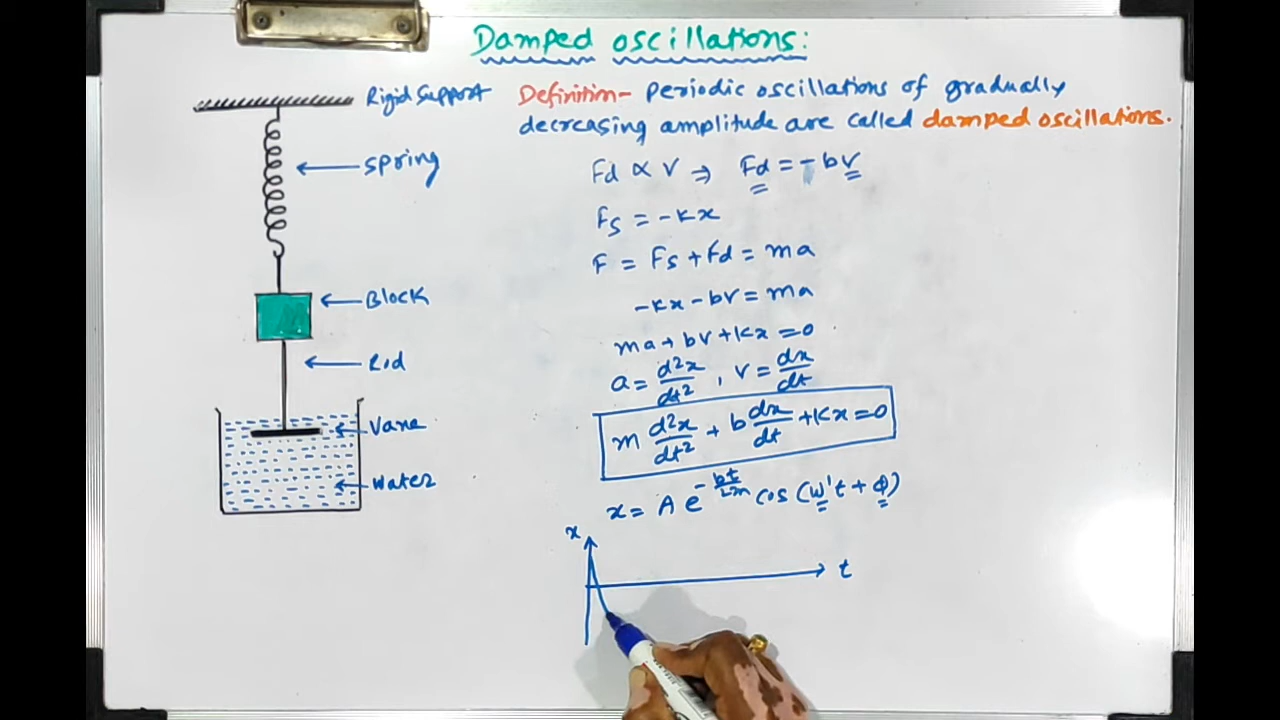 Damped oscillations:
Rigid Support
Definition- periodic oscillations of gradually
decreasing amplitude are called damped oscillations.
spring
Fd ∝ v ⇒ Fd = -bv
Fs = -kx
F = Fs + Fd = ma
Block
-kx - bv = ma
ma + bv + kx = 0
Rod
a = d²x/dt² , v = dx/dt
Vane
m d²x/dt² + b dx/dt + kx = 0
Water
x = A e^(-bt/2m) cos (ω't + φ)
x
t